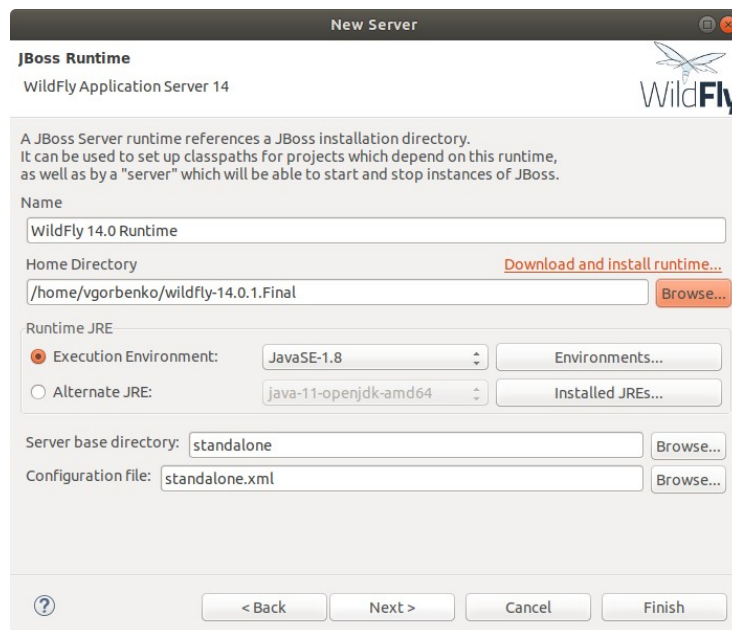 New Server
JBoss Runtime
WildFly Application Server 14
WildFly
A JBoss Server runtime references a JBoss installation directory.
It can be used to set up classpaths for projects which depend on this runtime,
as well as by a "server" which will be able to start and stop instances of JBoss.
Name
WildFly 14.0 Runtime
Home Directory Download and install runtime...
/home/vgorbenko/wildfly-14.0.1.Final Browse...
Runtime JRE
Execution Environment: JavaSE-1.8 Environments...
Alternate JRE: java-11-openjdk-amd64 Installed JREs...
Server base directory: standalone Browse...
Configuration file: standalone.xml Browse...
? < Back Next > Cancel Finish